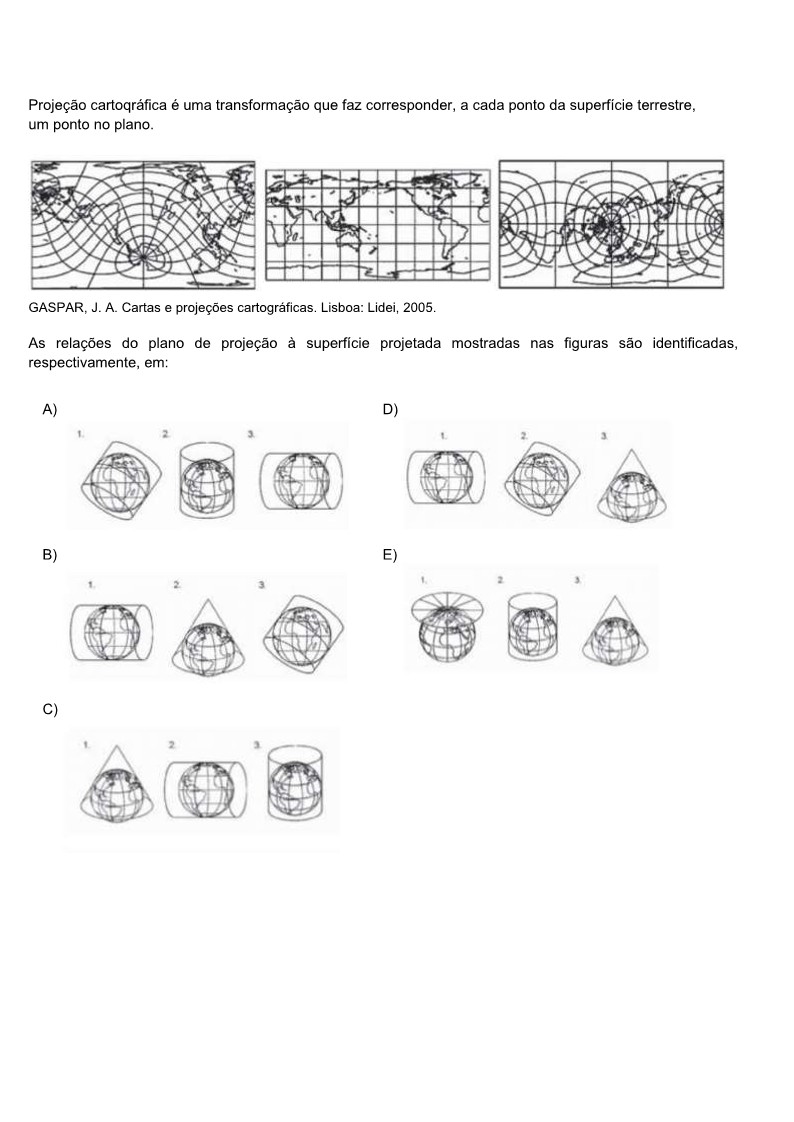 Projeção cartoqráfica é uma transformação que faz corresponder, a cada ponto da superfície terrestre,
um ponto no plano.
GASPAR, J. A. Cartas e projeções cartográficas. Lisboa: Lidei, 2005.
As relações do plano de projeção à superfície projetada mostradas nas figuras são identificadas,
respectivamente, em:
A)
1. 2. 3.
D)
1. 2. 3.
B)
1. 2. 3.
E)
1. 2. 3.
C)
1. 2. 3.